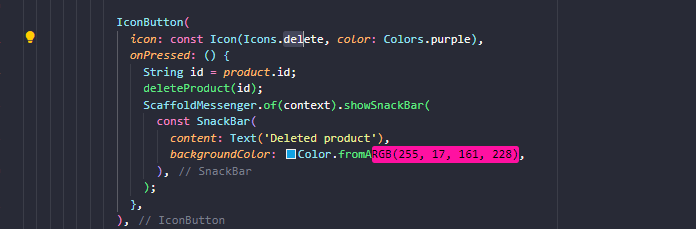 IconButton(
icon: const Icon(Icons.delete, color: Colors.purple),
onPressed: () {
String id = product.id;
deleteProduct(id);
ScaffoldMessenger.of(context).showSnackBar(
const SnackBar(
content: Text('Deleted product'),
backgroundColor: Color.fromARGB(255, 17, 161, 228),
), // SnackBar
);
},
), // IconButton